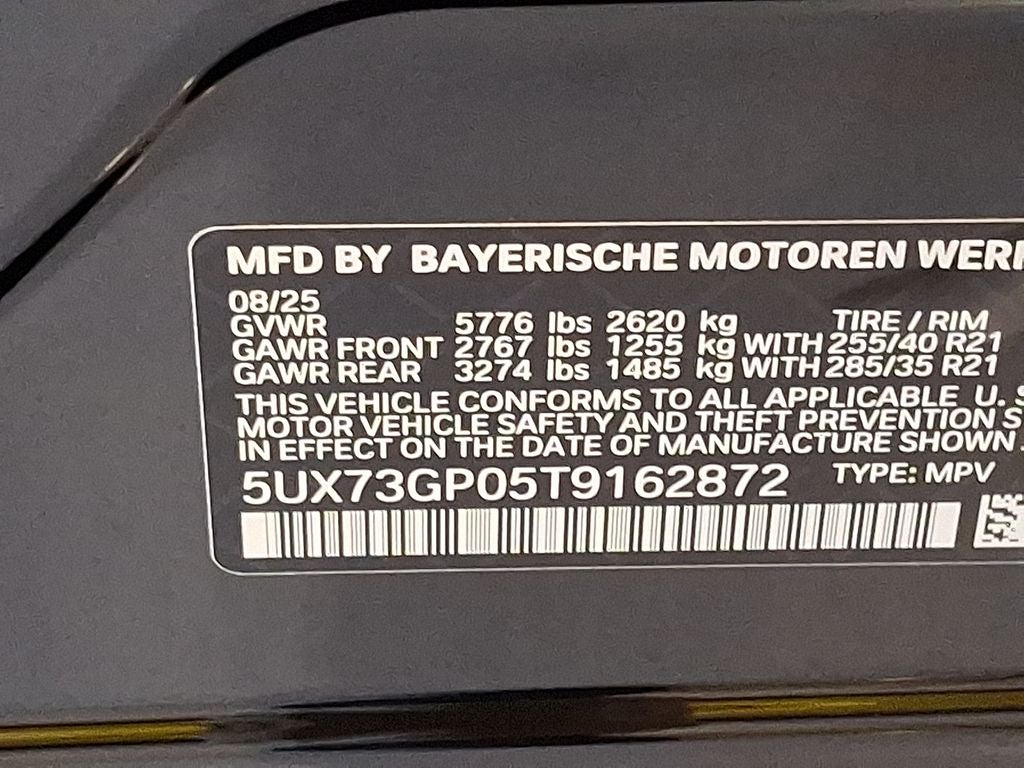 MFD BY BAYERISCHE MOTOREN WERK
08/25
GVWR 5776 lbs 2620 kg TIRE / RIM
GAWR FRONT 2767 lbs 1255 kg WITH 255/40 R21
GAWR REAR 3274 lbs 1485 kg WITH 285/35 R21
THIS VEHICLE CONFORMS TO ALL APPLICABLE U. S
MOTOR VEHICLE SAFETY AND THEFT PREVENTION S
IN EFFECT ON THE DATE OF MANUFACTURE SHOWN
5UX73GP05T9162872 TYPE: MPV